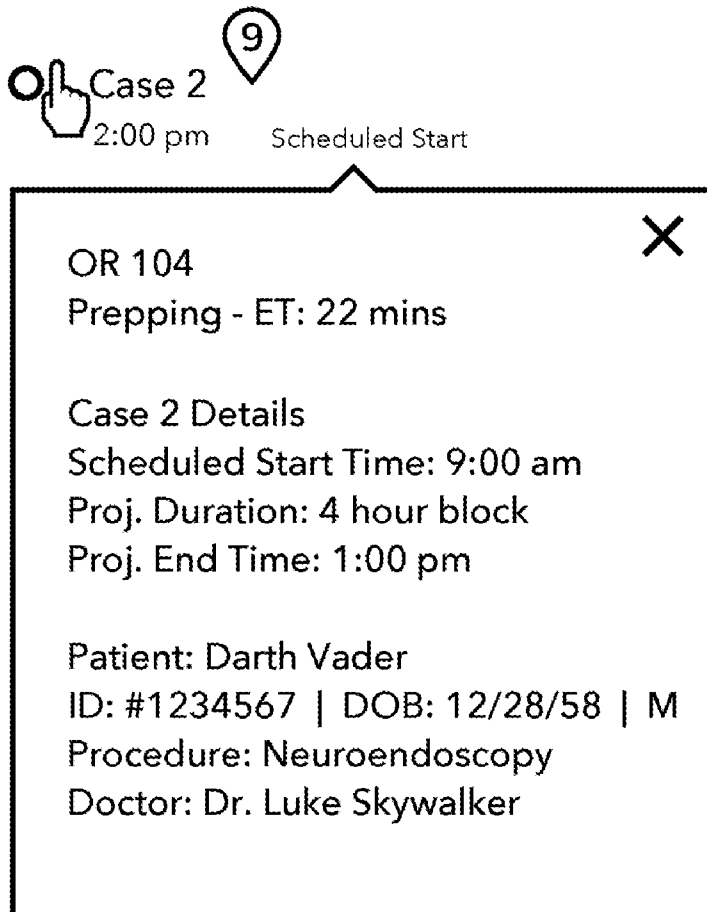 9
Case 2
2:00 pm
Scheduled Start
OR 104
Prepping - ET: 22 mins
Case 2 Details
Scheduled Start Time: 9:00 am
Proj. Duration: 4 hour block
Proj. End Time: 1:00 pm
Patient: Darth Vader
ID: #1234567 | DOB: 12/28/58 | M
Procedure: Neuroendoscopy
Doctor: Dr. Luke Skywalker